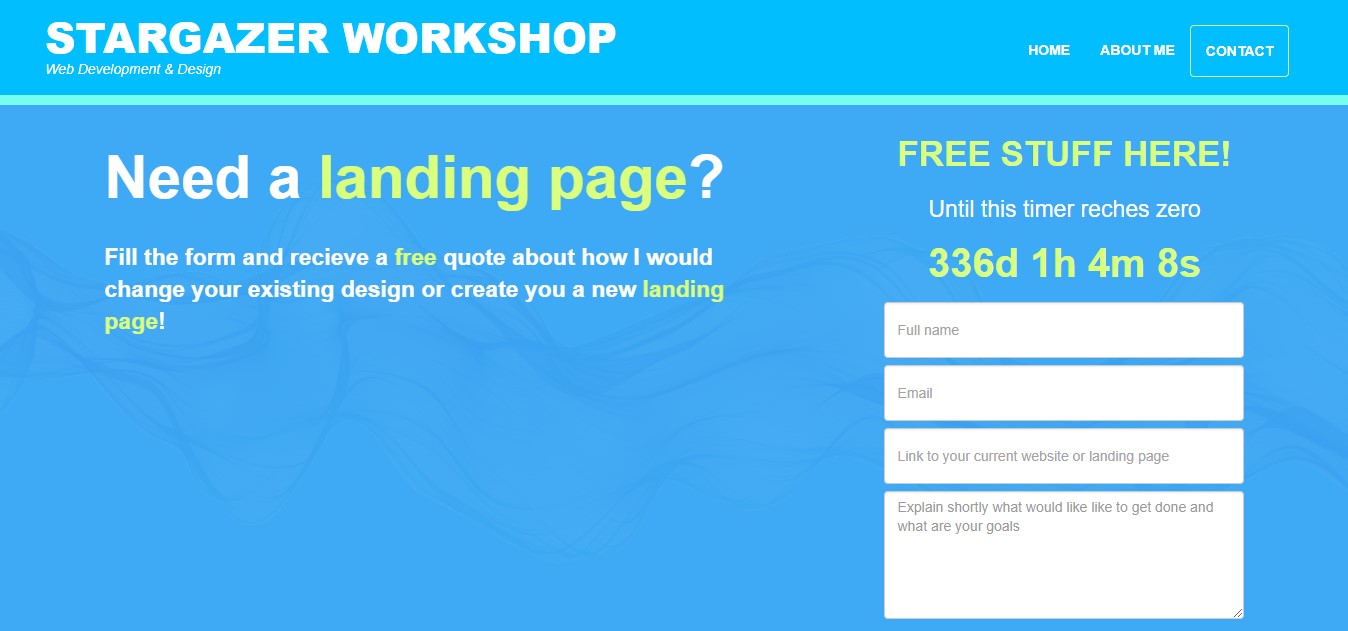 STARGAZER WORKSHOP
Web Development & Design
HOME
ABOUT ME
CONTACT
Need a landing page?
Fill the form and recieve a free quote about how I would
change your existing design or create you a new landing
page!
FREE STUFF HERE!
Until this timer reches zero
336d 1h 4m 8s
Full name
Email
Link to your current website or landing page
Explain shortly what would like like to get done and
what are your goals